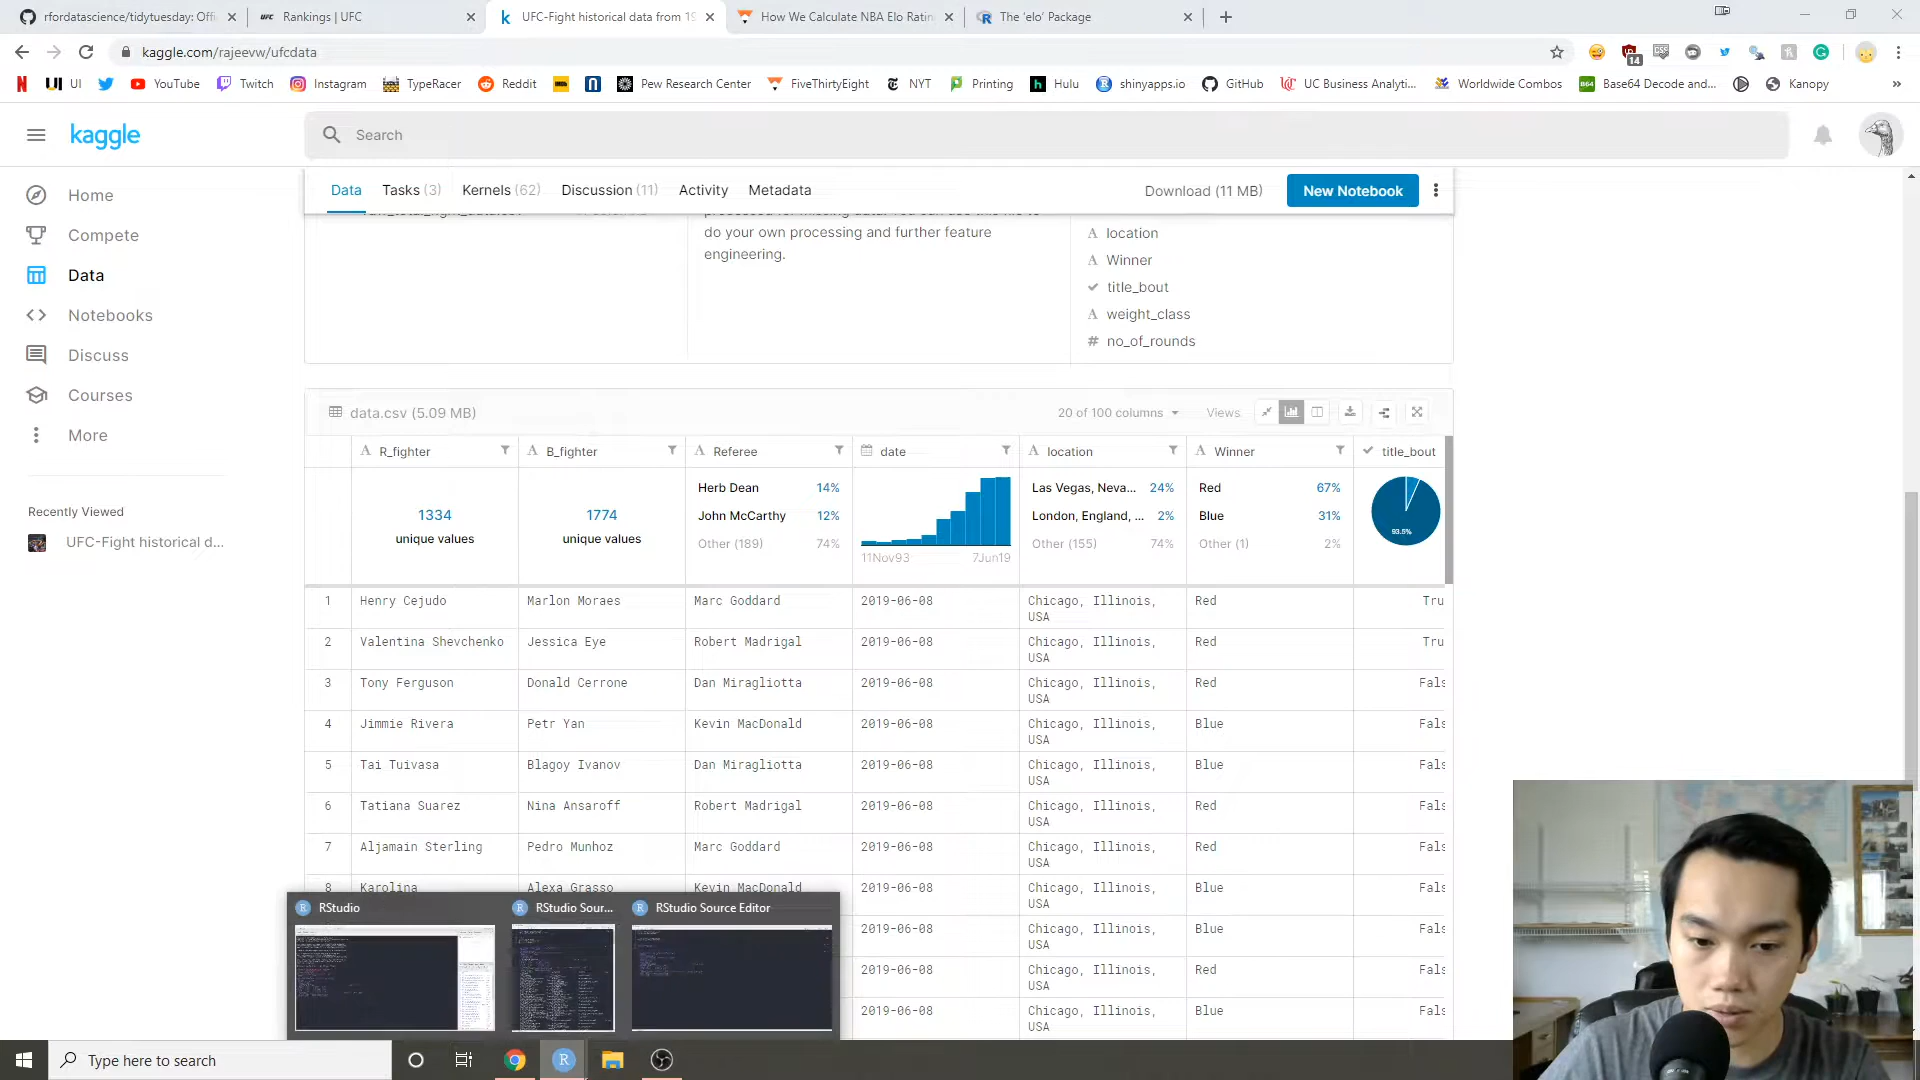 rfordatascience/tidytuesday: Offi
Rankings | UFC
UFC-Fight historical data from 19
How We Calculate NBA Elo Ratin
The 'elo' Package
kaggle.com/rajeevw/ufcdata
14
UI
YouTube
Twitch
Instagram
TypeRacer
Reddit
Pew Research Center
FiveThirtyEight
NYT
Printing
Hulu
shinyapps.io
GitHub
UC Business Analyti...
Worldwide Combos
Base64 Decode and...
Kanopy
kaggle
Search
Home
Compete
Data
Notebooks
Discuss
Courses
More
Recently Viewed
UFC-Fight historical d...
Data
Tasks (3)
Kernels (62)
Discussion (11)
Activity
Metadata
Download (11 MB)
New Notebook
do your own processing and further feature
engineering.
A location
A Winner
title_bout
A weight_class
# no_of_rounds
data.csv (5.09 MB)
20 of 100 columns
Views
A R_fighter
A B_fighter
A Referee
date
A location
A Winner
title_bout
1334
unique values
1774
unique values
Herb Dean 14%
John McCarthy 12%
Other (189) 74%
11Nov93 7Jun19
Las Vegas, Neva... 24%
London, England, ... 2%
Other (155) 74%
Red 67%
Blue 31%
Other (1) 2%
93.5%
1 Henry Cejudo Marlon Moraes Marc Goddard 2019-06-08 Chicago, Illinois, Red Tru
USA
2 Valentina Shevchenko Jessica Eye Robert Madrigal 2019-06-08 Chicago, Illinois, Red Tru
USA
3 Tony Ferguson Donald Cerrone Dan Miragliotta 2019-06-08 Chicago, Illinois, Red Fals
USA
4 Jimmie Rivera Petr Yan Kevin MacDonald 2019-06-08 Chicago, Illinois, Blue Fals
USA
5 Tai Tuivasa Blagoy Ivanov Dan Miragliotta 2019-06-08 Chicago, Illinois, Blue Fals
USA
6 Tatiana Suarez Nina Ansaroff Robert Madrigal 2019-06-08 Chicago, Illinois, Red Fals
USA
7 Aljamain Sterling Pedro Munhoz Marc Goddard 2019-06-08 Chicago, Illinois, Red Fals
USA
8 Karolina Alexa Grasso Kevin MacDonald 2019-06-08 Chicago, Illinois, Blue Fals
USA
2019-06-08 Chicago, Illinois, Blue Fals
USA
2019-06-08 Chicago, Illinois, Red Fals
USA
2019-06-08 Chicago, Illinois, Blue Fals
USA
RStudio
RStudio Sour...
RStudio Source Editor
Type here to search